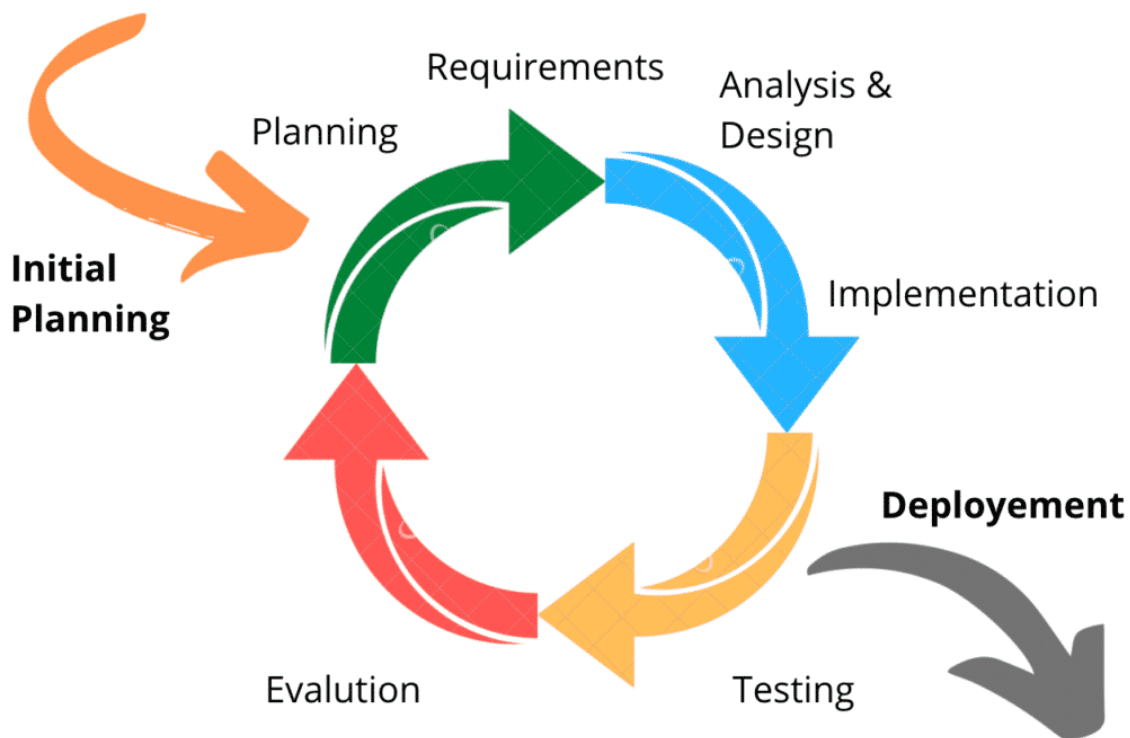 Requirements
Analysis &
Design
Planning
Initial
Planning
Implementation
Deployement
Evalution
Testing